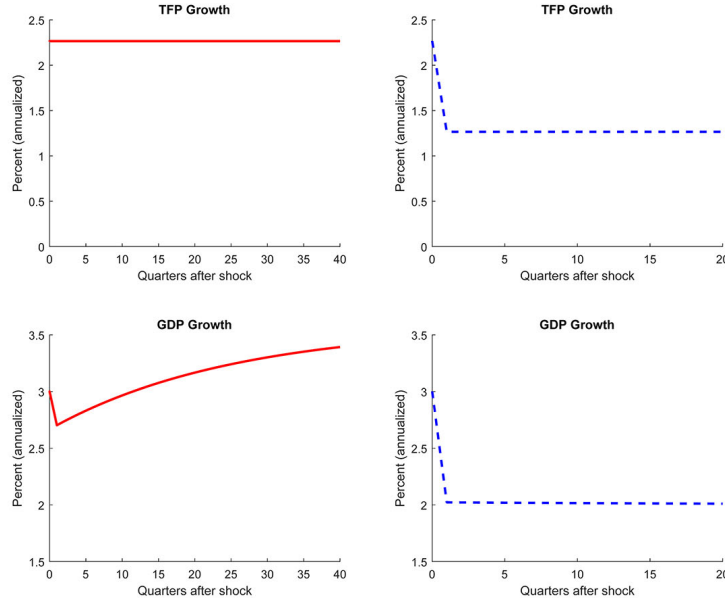 TFP Growth
Percent (annualized)
2.5
2
1.5
1
0.5
0
0 5 10 15 20 25 30 35 40
Quarters after shock
TFP Growth
Percent (annualized)
2.5
2
1.5
1
0.5
0
0 5 10 15 20
Quarters after shock
GDP Growth
Percent (annualized)
3.5
3
2.5
2
1.5
0 5 10 15 20 25 30 35 40
Quarters after shock
GDP Growth
Percent (annualized)
3.5
3
2.5
2
1.5
0 5 10 15 20
Quarters after shock